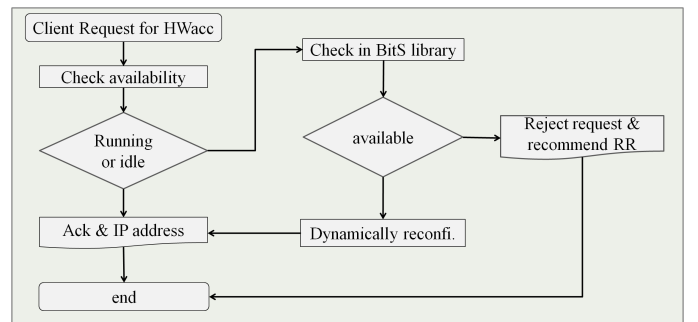 Client Request for HWacc
Check availability
Running
or idle
Ack & IP address
end
Check in BitS library
available
Dynamically reconfi.
Reject request &
recommend RR